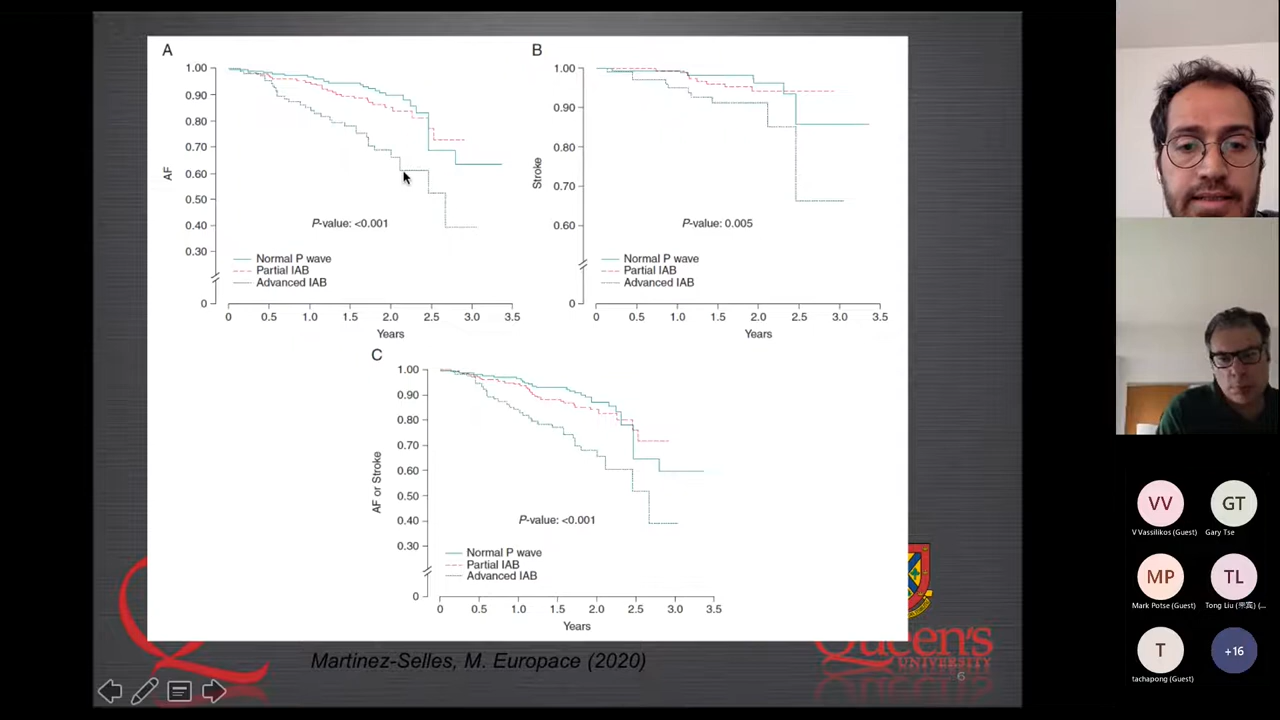 A
1.00
0.90
0.80
0.70
0.60
0.50
0.40
0.30
0
AF
P-value: <0.001
Normal P wave
Partial IAB
Advanced IAB
0 0.5 1.0 1.5 2.0 2.5 3.0 3.5
Years
B
1.00
0.90
0.80
0.70
0.60
0
Stroke
P-value: 0.005
Normal P wave
Partial IAB
Advanced IAB
0 0.5 1.0 1.5 2.0 2.5 3.0 3.5
Years
C
1.00
0.90
0.80
0.70
0.60
0.50
0.40
0.30
0
AF or Stroke
P-value: <0.001
Normal P wave
Partial IAB
Advanced IAB
0 0.5 1.0 1.5 2.0 2.5 3.0 3.5
Years
Martinez-Selles, M. Europace (2020)
Queen's
UNIVERSITY
6
VV
V Vassilikos (Guest)
GT
Gary Tse
MP
Mark Potse (Guest)
TL
Tong Liu
T
tachapong (Guest)
+16